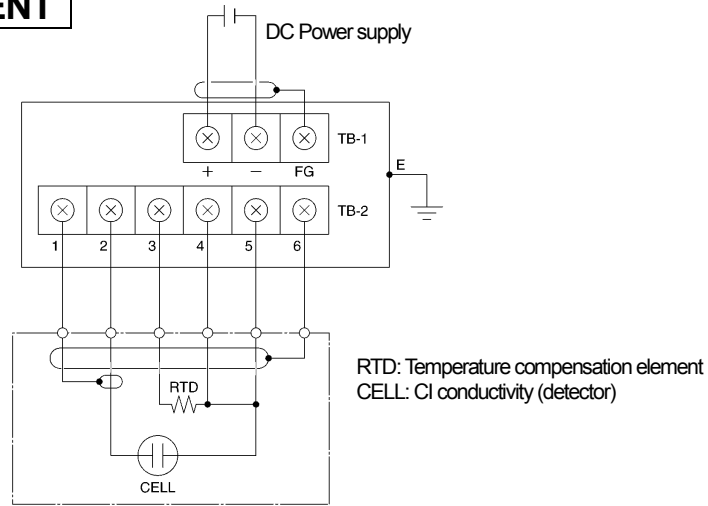 ENT
DC Power supply
TB-1
+ − FG
E
TB-2
1 2 3 4 5 6
RTD: Temperature compensation element
RTD
CELL: CI conductivity (detector)
CELL